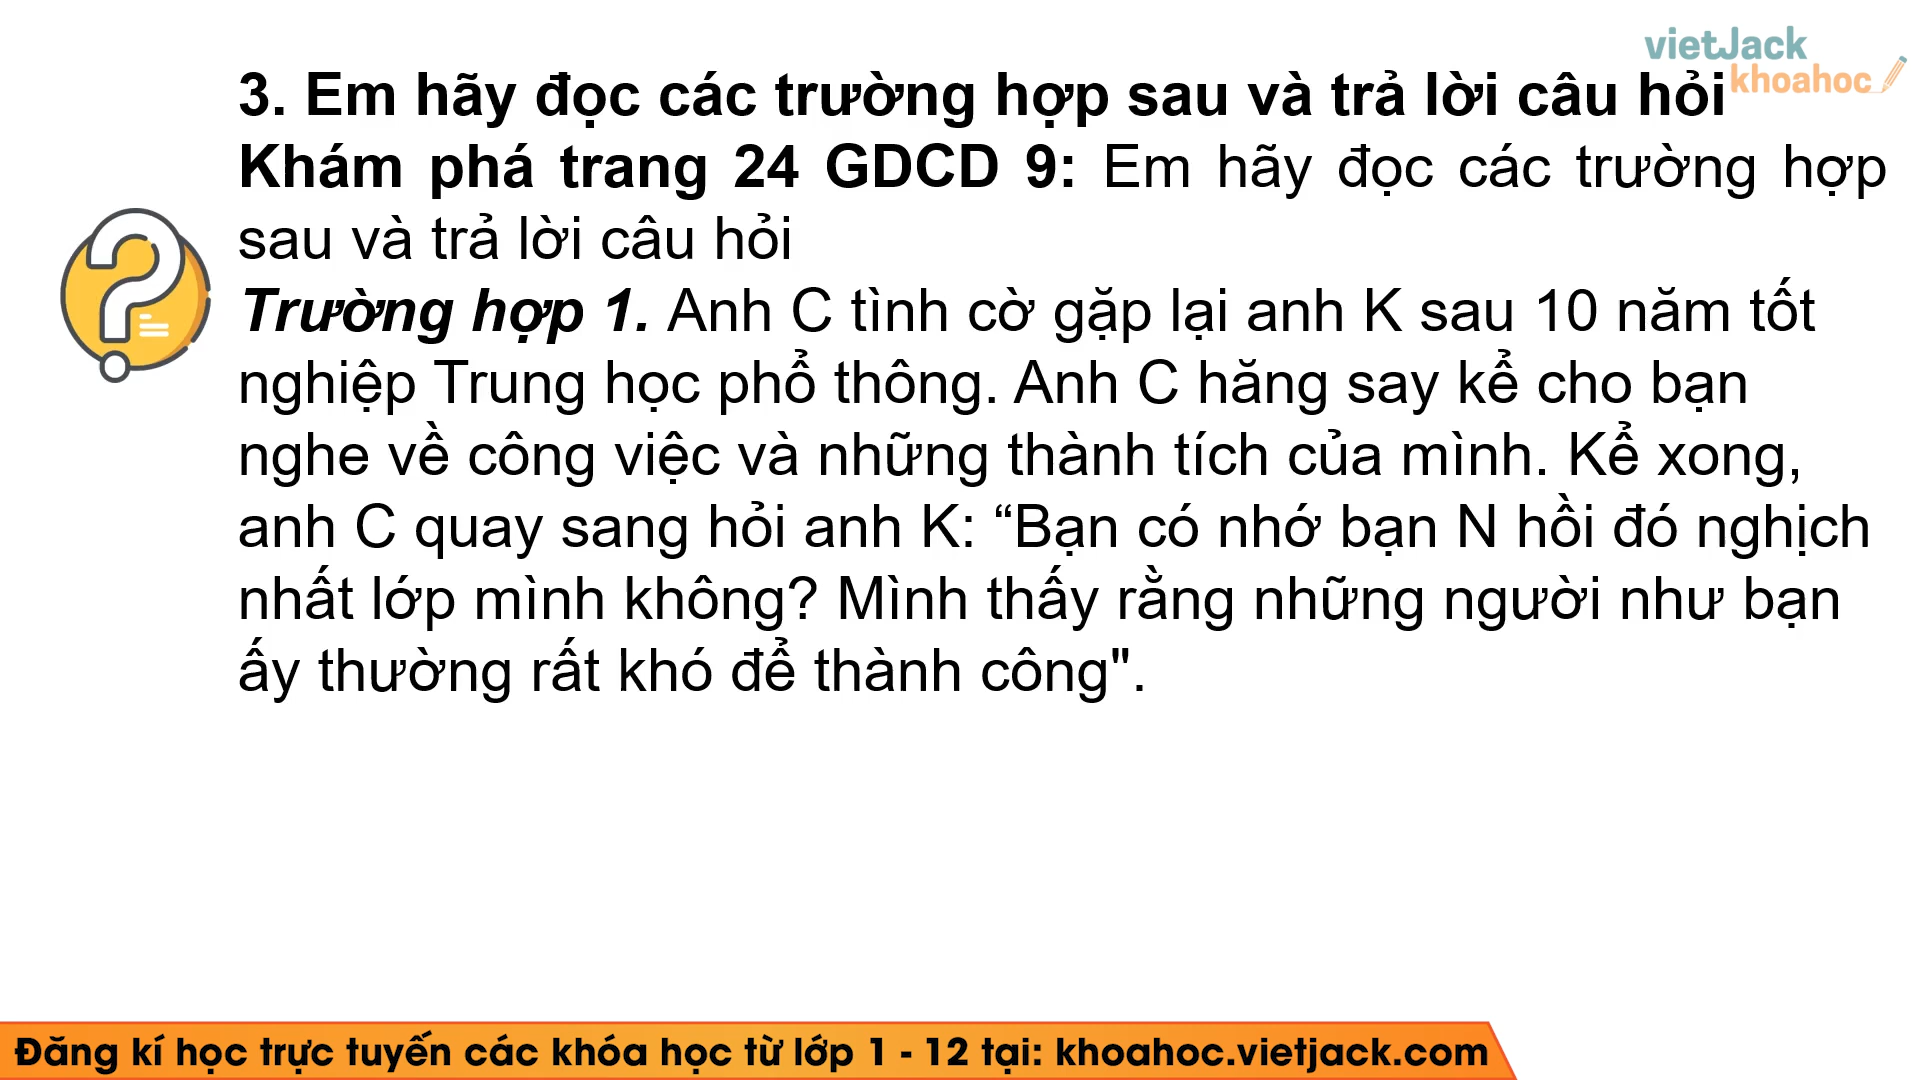 vietJack
khoahoc
3. Em hãy đọc các trường hợp sau và trả lời câu hỏi
Khám phá trang 24 GDCD 9: Em hãy đọc các trường hợp
sau và trả lời câu hỏi
Trường hợp 1. Anh C tình cờ gặp lại anh K sau 10 năm tốt
nghiệp Trung học phổ thông. Anh C hăng say kể cho bạn
nghe về công việc và những thành tích của mình. Kể xong,
anh C quay sang hỏi anh K: “Bạn có nhớ bạn N hồi đó nghịch
nhất lớp mình không? Mình thấy rằng những người như bạn
ấy thường rất khó để thành công".
Đăng kí học trực tuyến các khóa học từ lớp 1 - 12 tại: khoahoc.vietjack.com